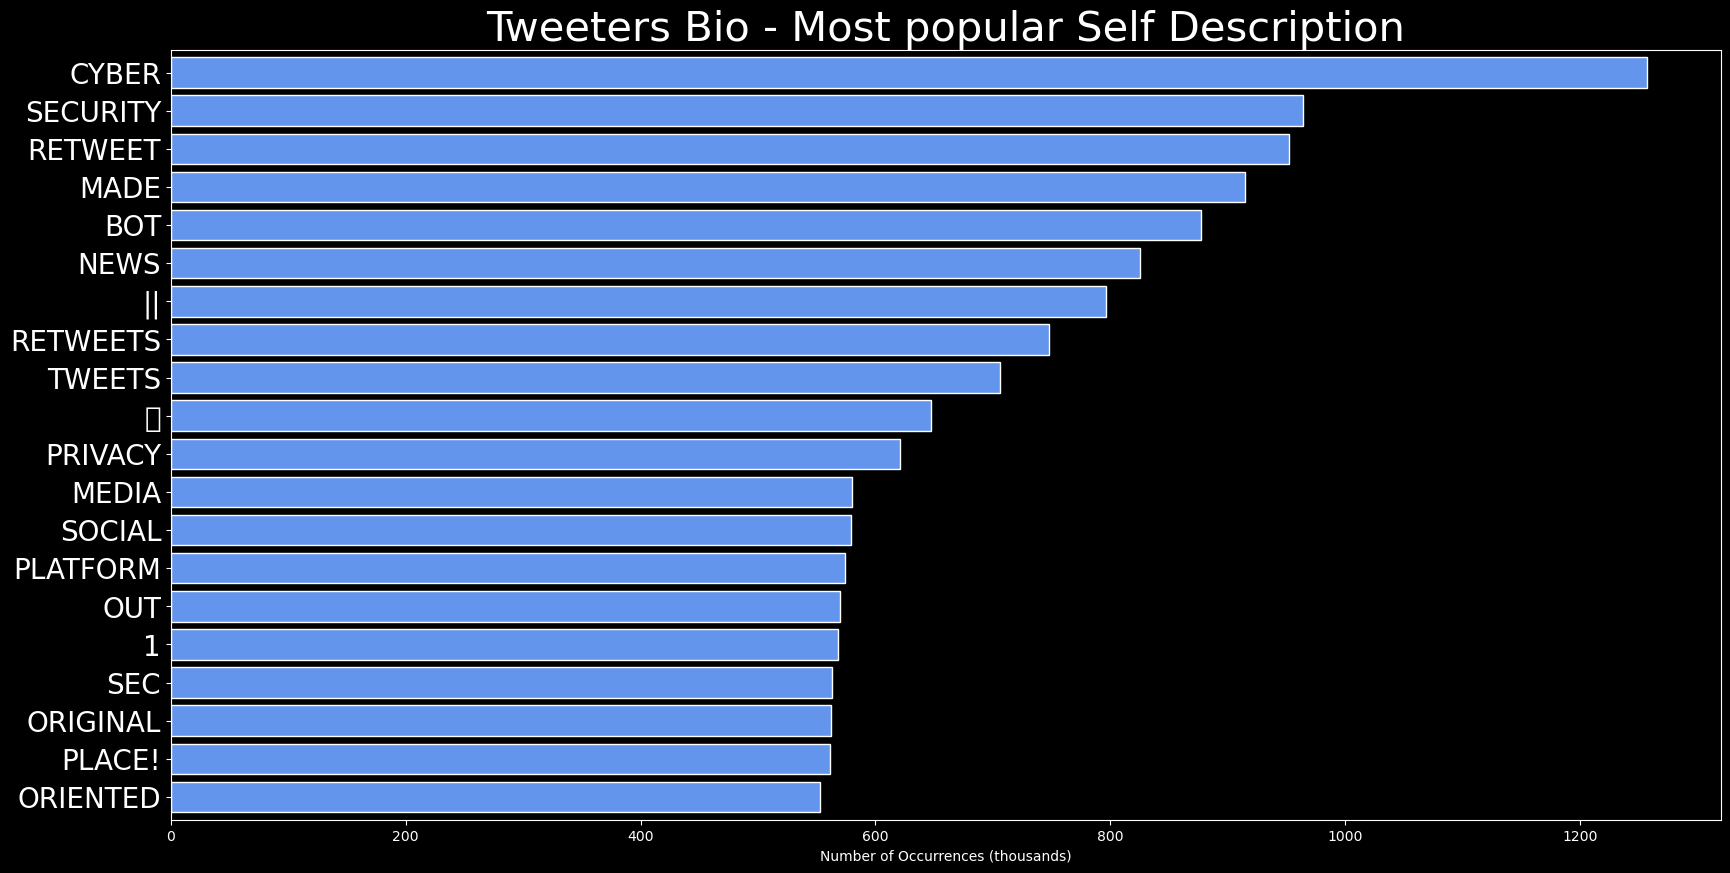 Tweeters Bio - Most popular Self Description
CYBER
SECURITY
RETWEET
MADE
BOT
NEWS
||
RETWEETS
TWEETS
PRIVACY
MEDIA
SOCIAL
PLATFORM
OUT
1
SEC
ORIGINAL
PLACE!
ORIENTED
0 200 400 600 800 1000 1200
Number of Occurrences (thousands)